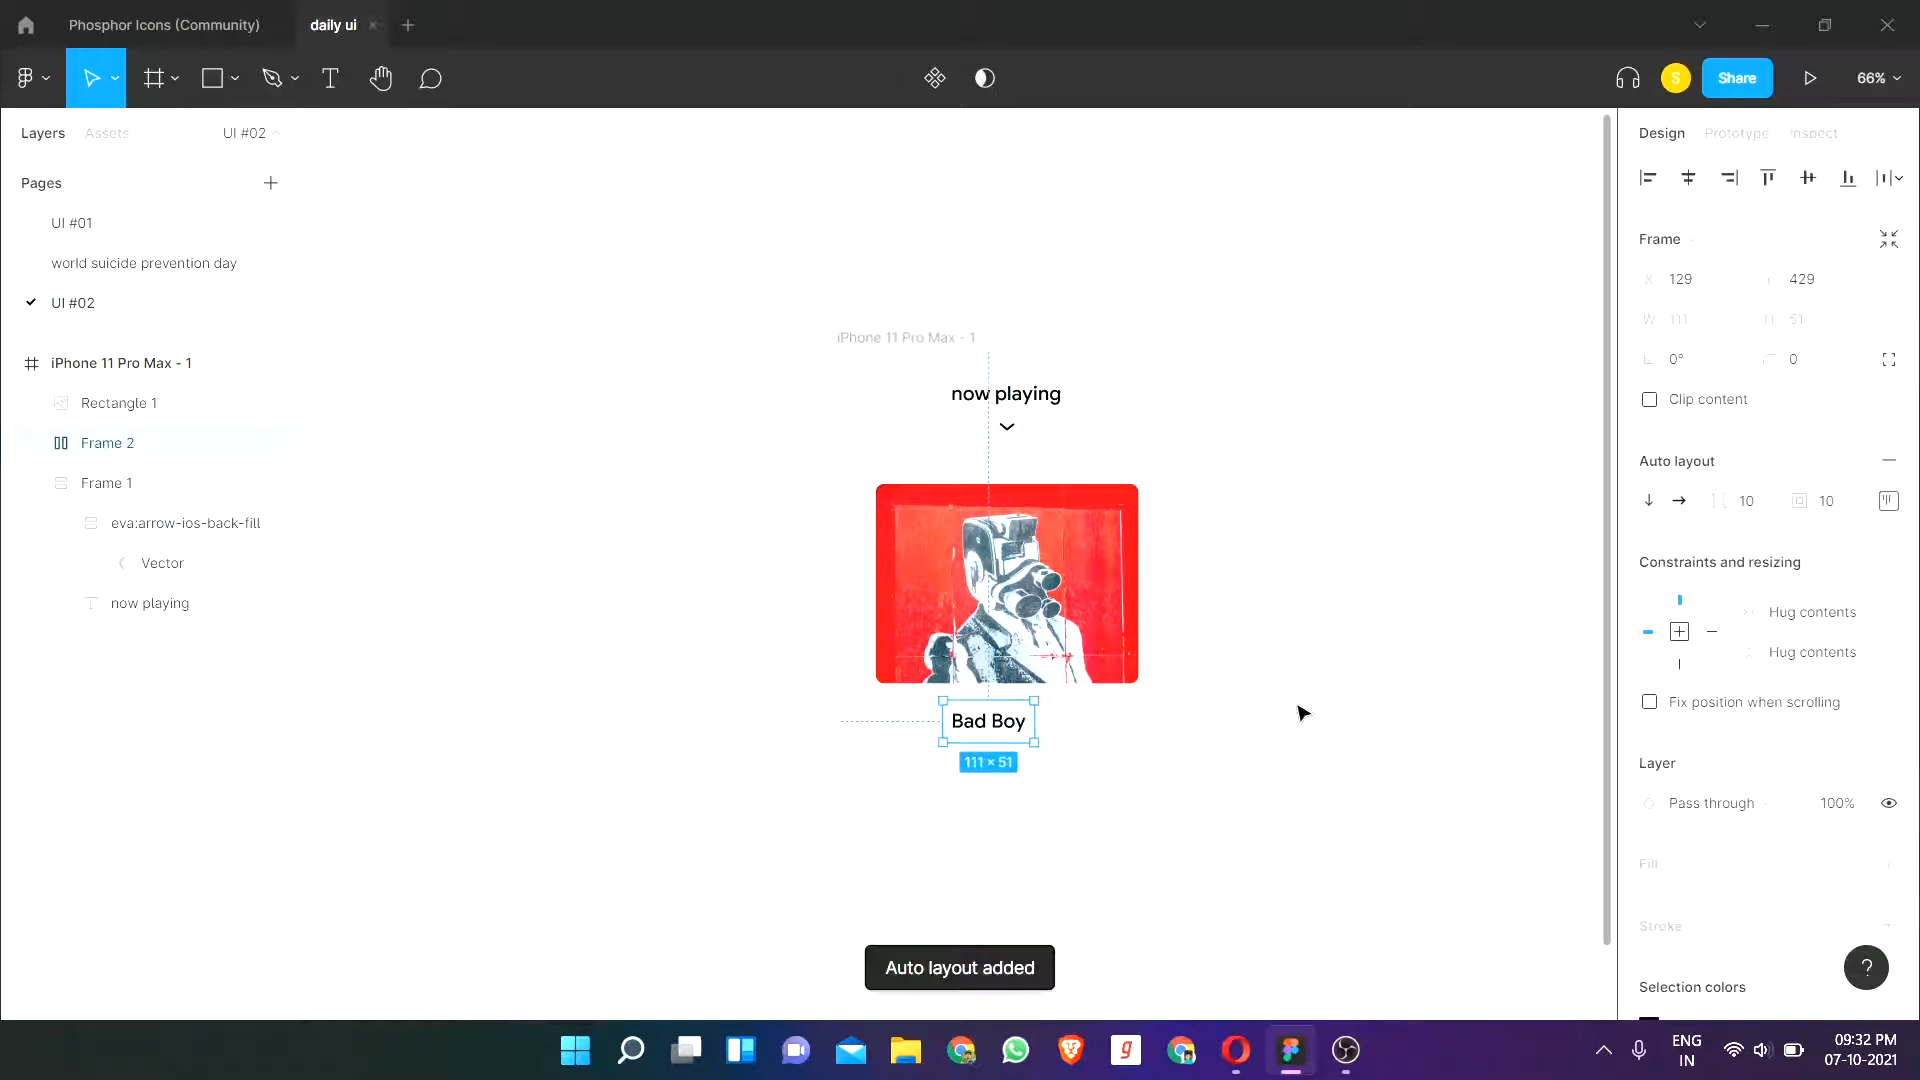 Phosphor Icons (Community)
daily ui
S
Share
66%
Layers
Assets
UI #02
Pages
UI #01
world suicide prevention day
UI #02
iPhone 11 Pro Max - 1
Rectangle 1
Frame 2
Frame 1
eva:arrow-ios-back-fill
Vector
now playing
iPhone 11 Pro Max - 1
now playing
Bad Boy
111 × 51
Auto layout added
Design
Prototype
Inspect
Frame
X 129
429
W 111
H 51
0°
0
Clip content
Auto layout
10
10
Constraints and resizing
Hug contents
Hug contents
Fix position when scrolling
Layer
Pass through
100%
Fill
Stroke
?
Selection colors
g
ENG
IN
09:32 PM
07-10-2021